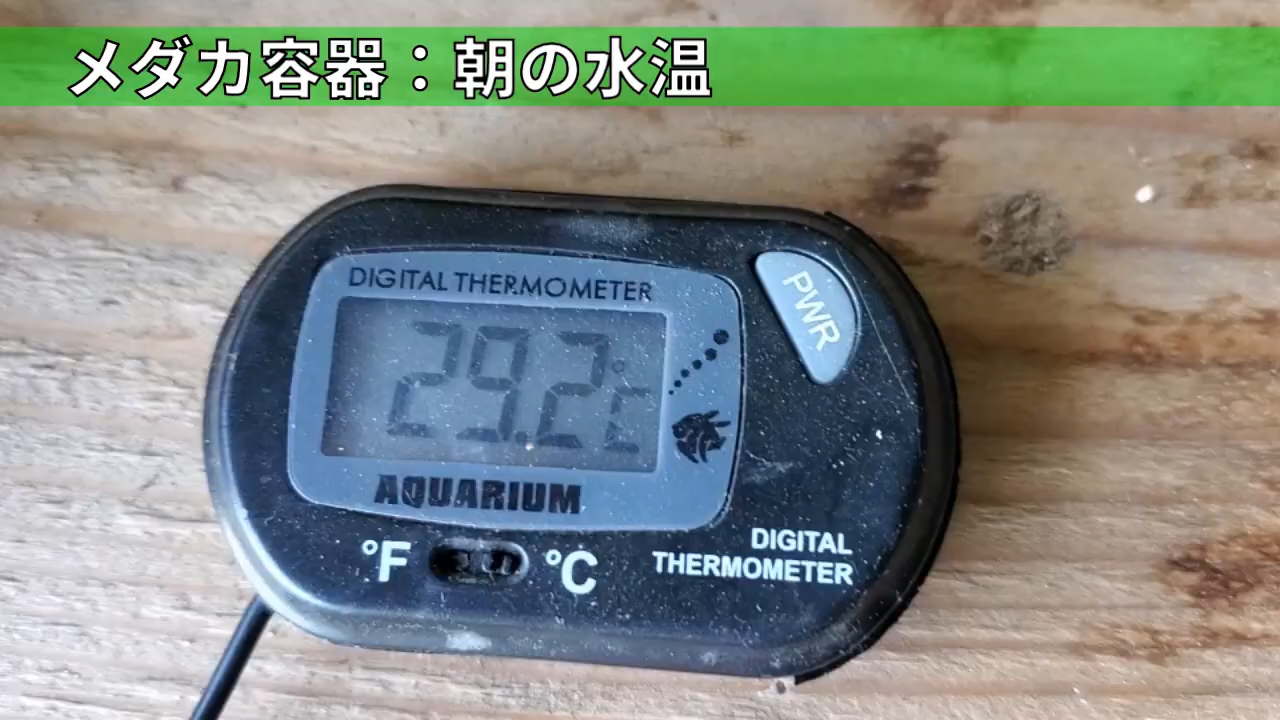 メダカ容器：朝の水温
DIGITAL THERMOMETER
29.2°C
PWR
AQUARIUM
°F °C
DIGITAL
THERMOMETER